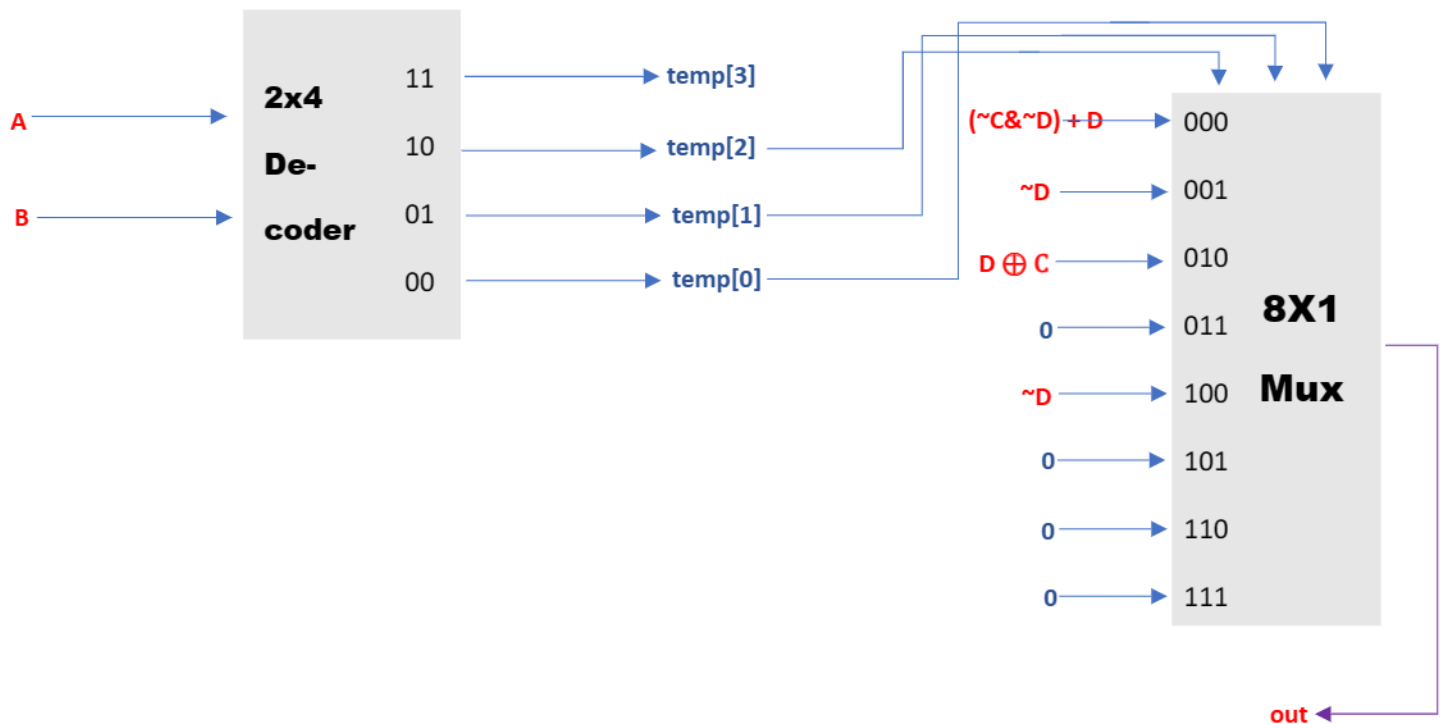 A
B
2x4
De-
coder
11
10
01
00
temp[3]
temp[2]
temp[1]
temp[0]
(~C&~D) + D
~D
D ⊕ C
0
~D
0
0
0
000
001
010
011
100
101
110
111
8X1
Mux
out